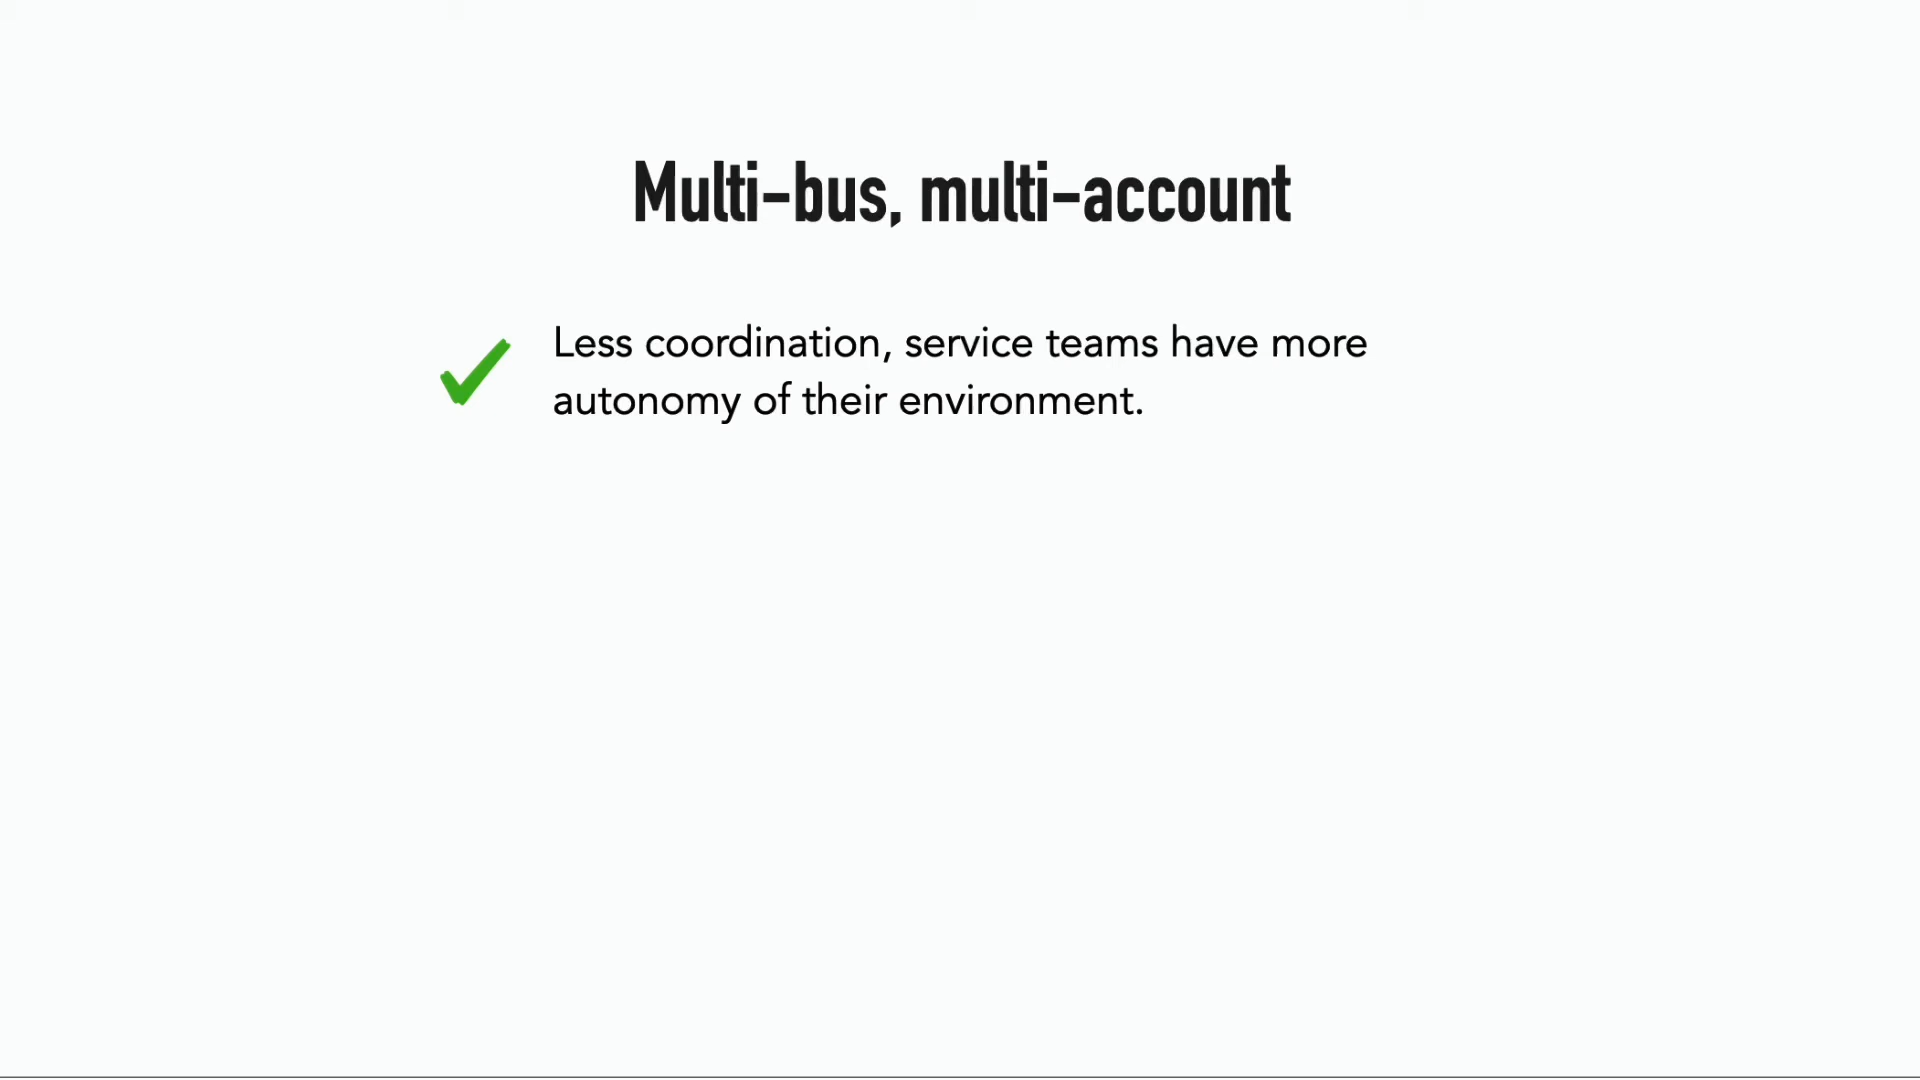 Multi-bus, multi-account
Less coordination, service teams have more
autonomy of their environment.